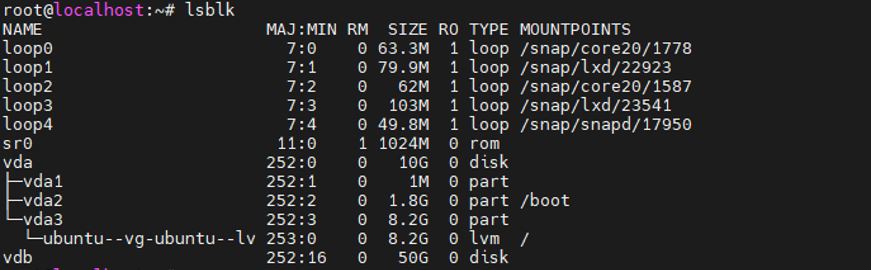 root@localhost:~# lsblk
NAME                      MAJ:MIN RM  SIZE RO TYPE MOUNTPOINTS
loop0                       7:0    0 63.3M  1 loop /snap/core20/1778
loop1                       7:1    0 79.9M  1 loop /snap/lxd/22923
loop2                       7:2    0   62M  1 loop /snap/core20/1587
loop3                       7:3    0  103M  1 loop /snap/lxd/23541
loop4                       7:4    0 49.8M  1 loop /snap/snapd/17950
sr0                        11:0    1 1024M  0 rom
vda                       252:0    0   10G  0 disk
├─vda1                    252:1    0    1M  0 part
├─vda2                    252:2    0  1.8G  0 part /boot
└─vda3                    252:3    0  8.2G  0 part
  └─ubuntu--vg-ubuntu--lv 253:0    0  8.2G  0 lvm  /
vdb                       252:16   0   50G  0 disk